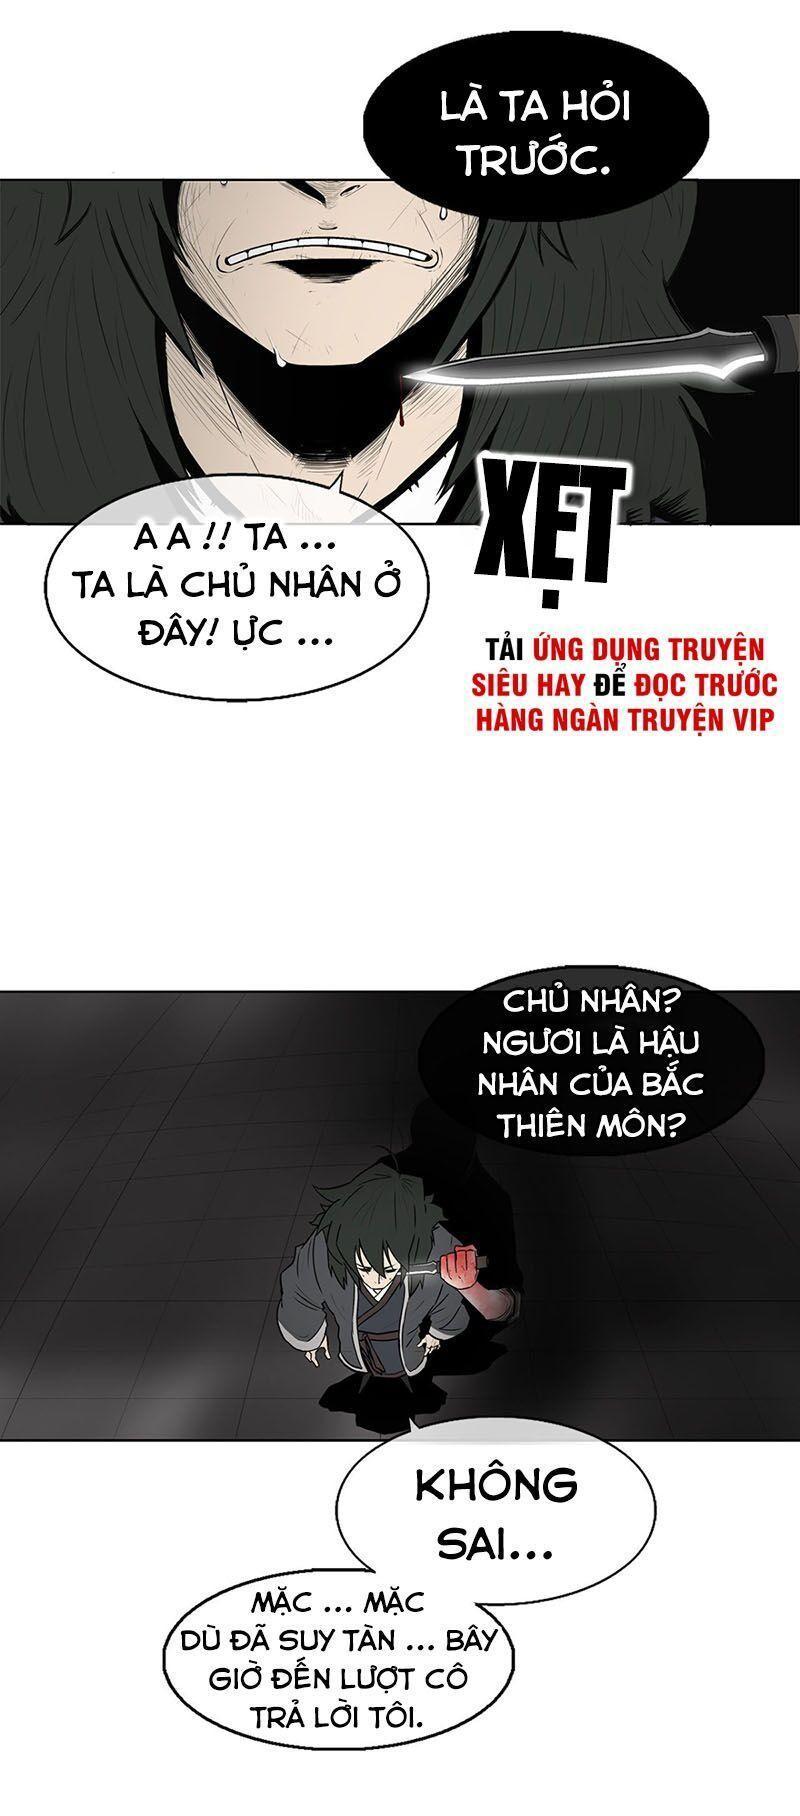 LÀ TA HỎI
TRƯỚC.
XẸT
A A !! TA ...
TA LÀ CHỦ NHÂN Ở
ĐÂY! ỰC ...
TẢI ỨNG DỤNG TRUYỆN
SIÊU HAY ĐỂ ĐỌC TRƯỚC
HÀNG NGÀN TRUYỆN VIP
CHỦ NHÂN?
NGƯƠI LÀ HẬU
NHÂN CỦA BẮC
THIÊN MÔN?
KHÔNG
SAI...
MẶC ... MẶC
DÙ ĐÃ SUY TÀN ... BÂY
GIỜ ĐẾN LƯỢT CÔ
TRẢ LỜI TÔI.